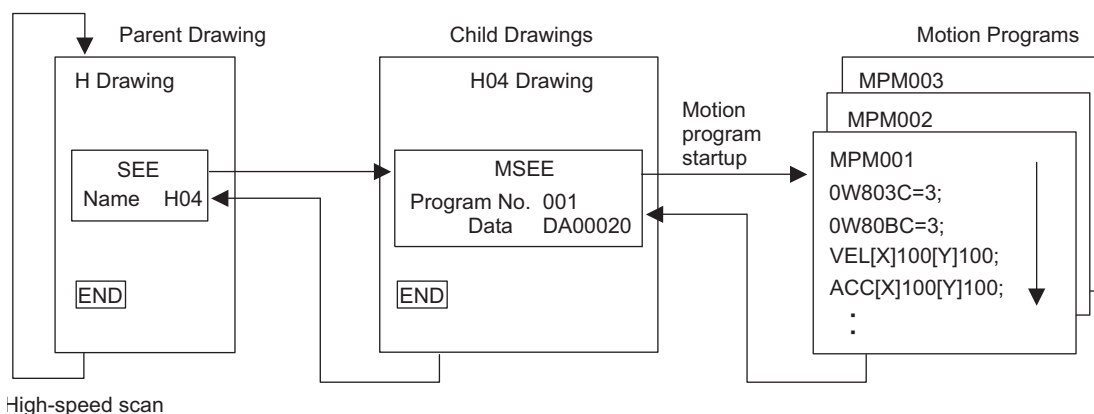 Parent Drawing
Child Drawings
Motion Programs
H Drawing
SEE
Name H04
END
High-speed scan
H04 Drawing
MSEE
Program No. 001
Data DA00020
END
Motion
program
startup
MPM003
MPM002
MPM001
0W803C=3;
0W80BC=3;
VEL[X]100[Y]100;
ACC[X]100[Y]100;
: